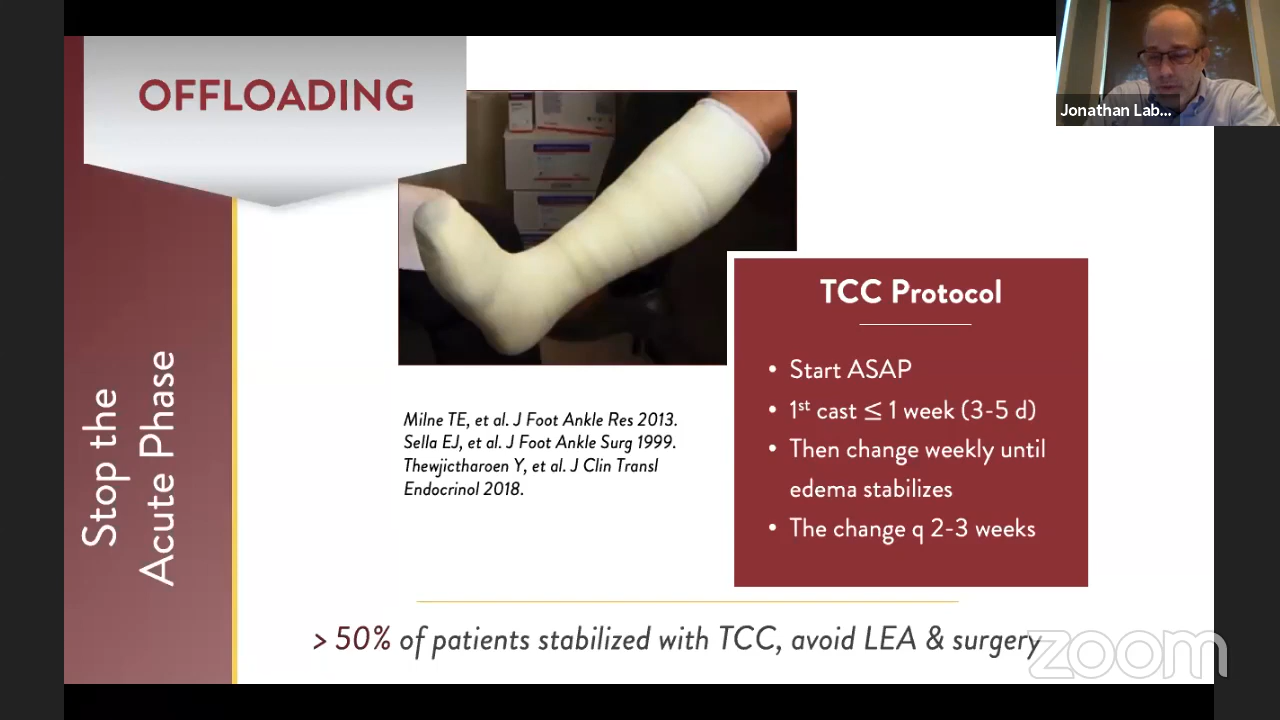 OFFLOADING
Jonathan Lab...
Stop the
Acute Phase
TCC Protocol
• Start ASAP
• 1st cast ≤ 1 week (3-5 d)
• Then change weekly until
edema stabilizes
• The change q 2-3 weeks
Milne TE, et al. J Foot Ankle Res 2013.
Sella EJ, et al. J Foot Ankle Surg 1999.
Thewjictharoen Y, et al. J Clin Transl
Endocrinol 2018.
> 50% of patients stabilized with TCC, avoid LEA & surgery
zoom